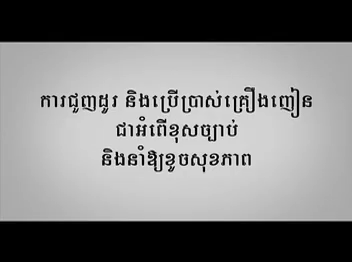 ការជួញដូរ និងប្រើប្រាស់គ្រឿងញៀន
ជាអំពើខុសច្បាប់
និងនាំឱ្យខូចសុខភាព